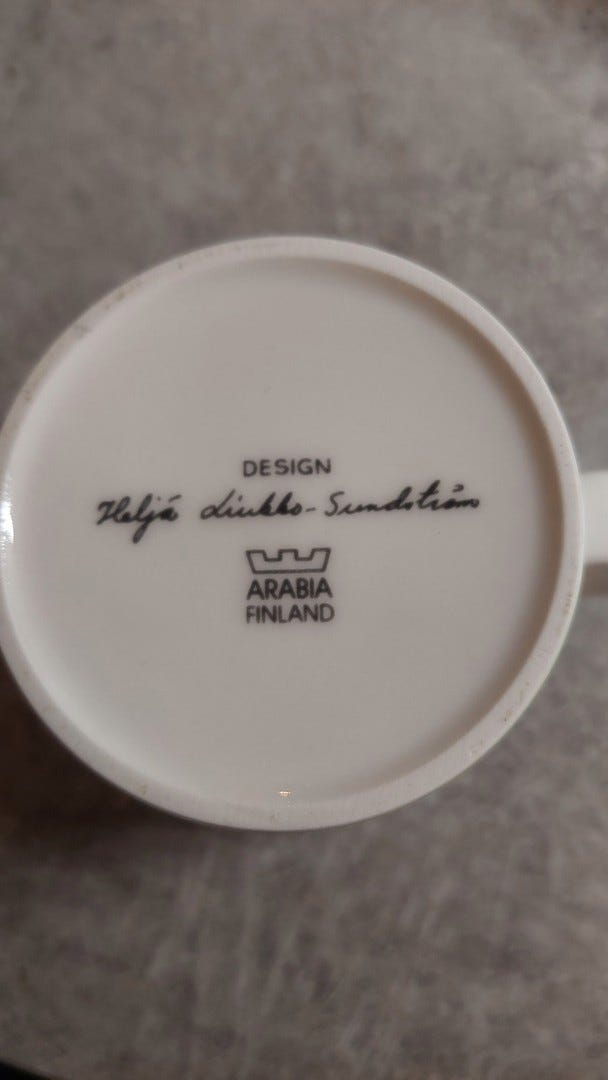 DESIGN
Heljä Liukko-Sundström
ARABIA
FINLAND